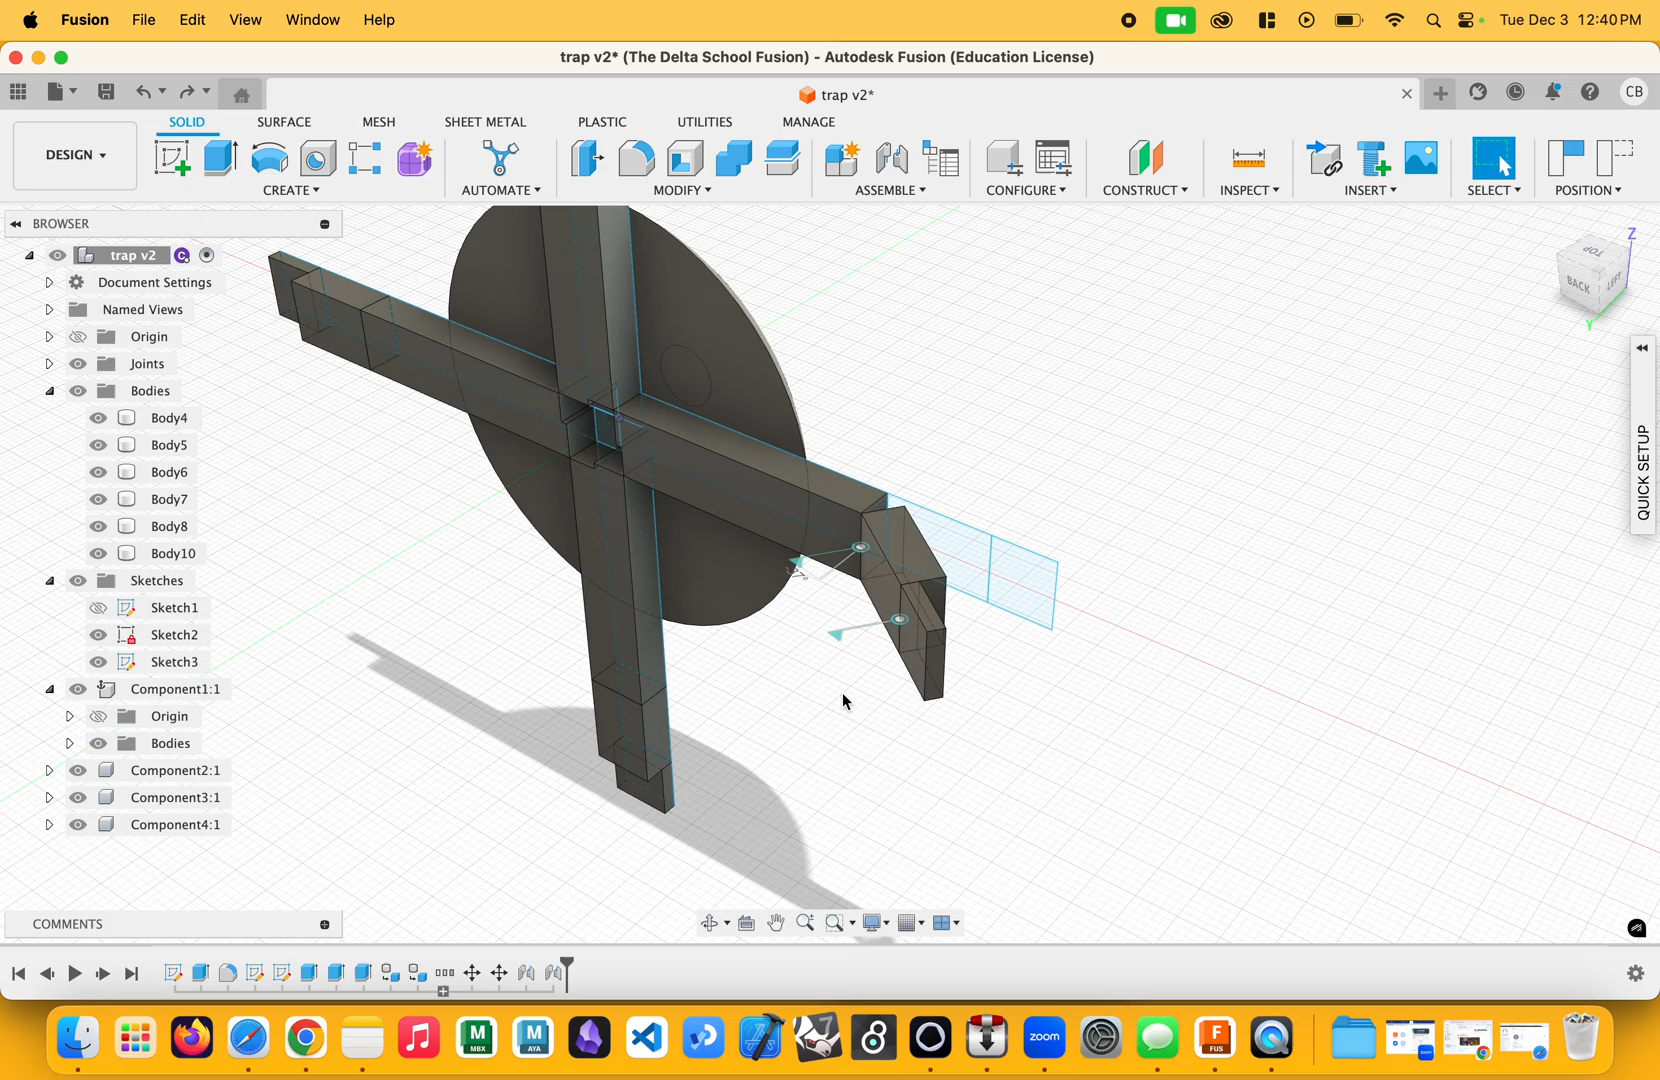 Fusion File Edit View Window Help Tue Dec 3 12:40 PM
trap v2* (The Delta School Fusion) - Autodesk Fusion (Education License)
trap v2* CB
SOLID SURFACE MESH SHEET METAL PLASTIC UTILITIES MANAGE
DESIGN
CREATE AUTOMATE MODIFY ASSEMBLE CONFIGURE CONSTRUCT INSPECT INSERT SELECT POSITION
BROWSER
trap v2
Document Settings
Named Views
Origin
Joints
Bodies
Body4
Body5
Body6
Body7
Body8
Body10
Sketches
Sketch1
Sketch2
Sketch3
Component1:1
Origin
Bodies
Component2:1
Component3:1
Component4:1
Z
TOP
BACK LEFT
Y
QUICK SETUP
COMMENTS
M
MBX
M
AYA
7
zoom
F
FUS